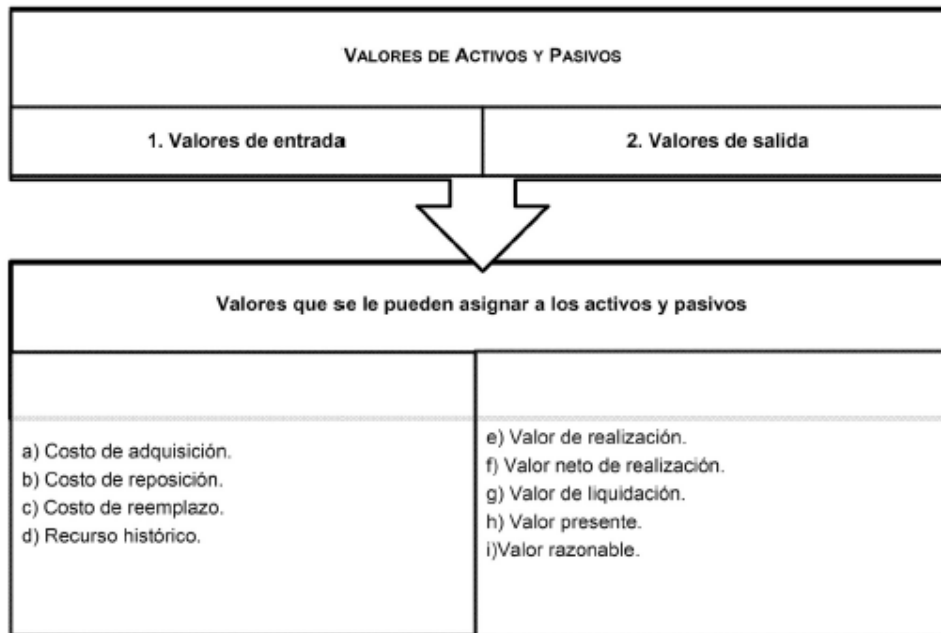 VALORES DE ACTIVOS Y PASIVOS
1. Valores de entrada
2. Valores de salida
Valores que se le pueden asignar a los activos y pasivos
a) Costo de adquisición.
b) Costo de reposición.
c) Costo de reemplazo.
d) Recurso histórico.
e) Valor de realización.
f) Valor neto de realización.
g) Valor de liquidación.
h) Valor presente.
i)Valor razonable.